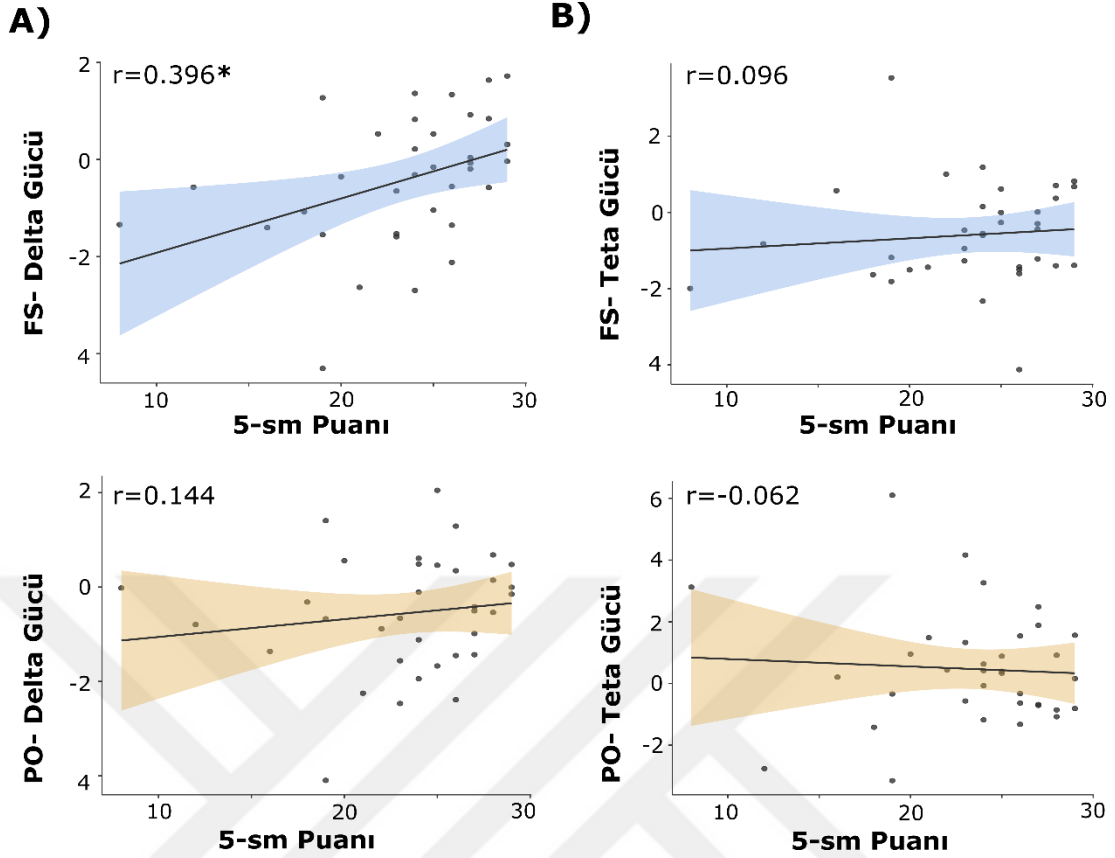 A)
r=0.396*
FS- Delta Gücü
2
0
-2
4
10
20
30
5-sm Puanı
B)
r=0.096
FS- Teta Gücü
2
0
-2
4
10
20
30
5-sm Puanı
r=0.144
PO- Delta Gücü
2
0
-2
4
10
20
30
5-sm Puanı
r=-0.062
PO- Teta Gücü
6
4
2
0
-2
10
20
30
5-sm Puanı